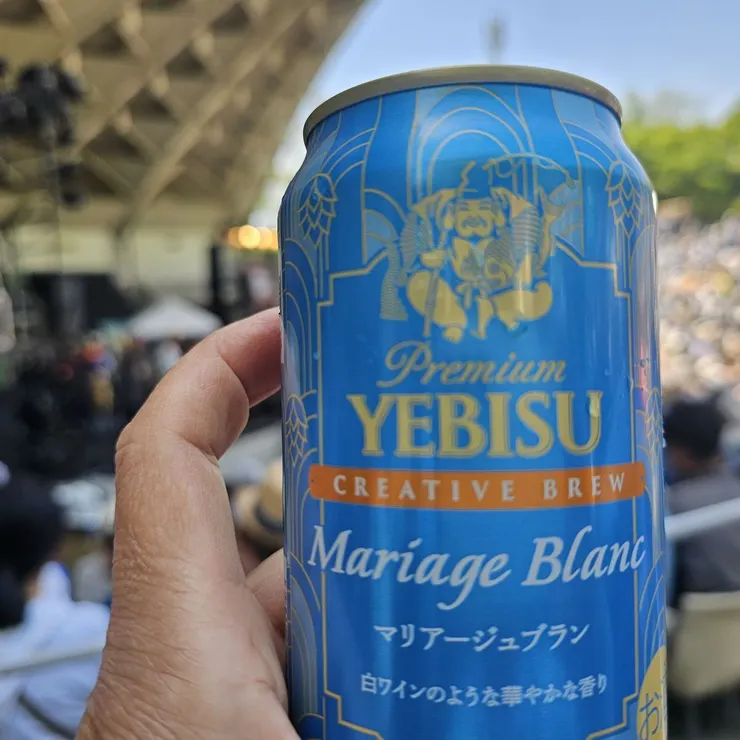 Premium
YEBISU
CREATIVE BREW
Mariage Blanc
マリアージュブラン
白ワインのような華やかな香り
お